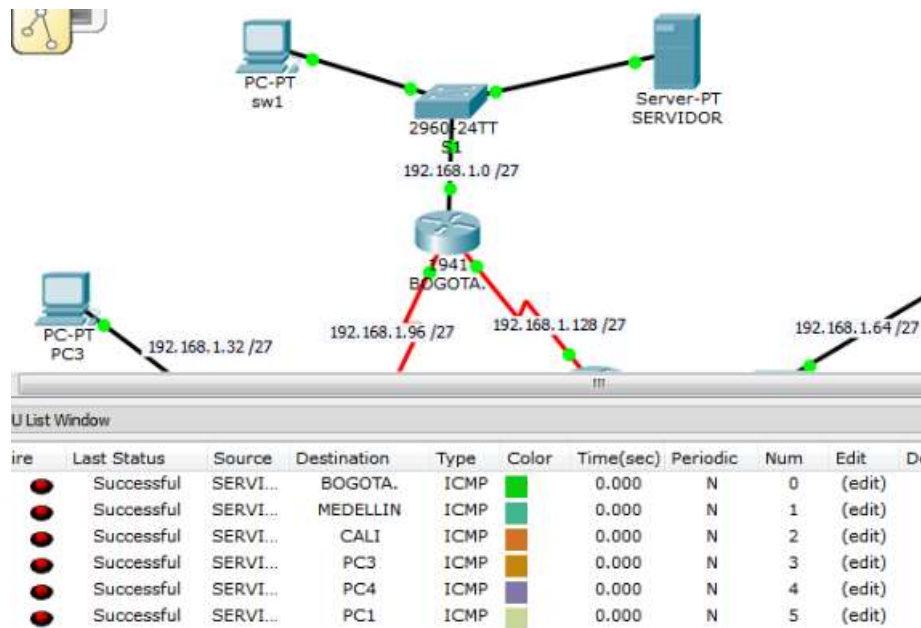 PC-PT
sw1
Server-PT
SERVIDOR
2960-24TT
S1
192.168.1.0 /27
1941
BOGOTA.
PC-PT
PC3
192.168.1.32 /27
192.168.1.96 /27
192.168.1.128 /27
192.168.1.64 /27
U List Window
ire Last Status Source Destination Type Color Time(sec) Periodic Num Edit De
Successful SERVI... BOGOTA. ICMP 0.000 N 0 (edit)
Successful SERVI... MEDELLIN ICMP 0.000 N 1 (edit)
Successful SERVI... CALI ICMP 0.000 N 2 (edit)
Successful SERVI... PC3 ICMP 0.000 N 3 (edit)
Successful SERVI... PC4 ICMP 0.000 N 4 (edit)
Successful SERVI... PC1 ICMP 0.000 N 5 (edit)